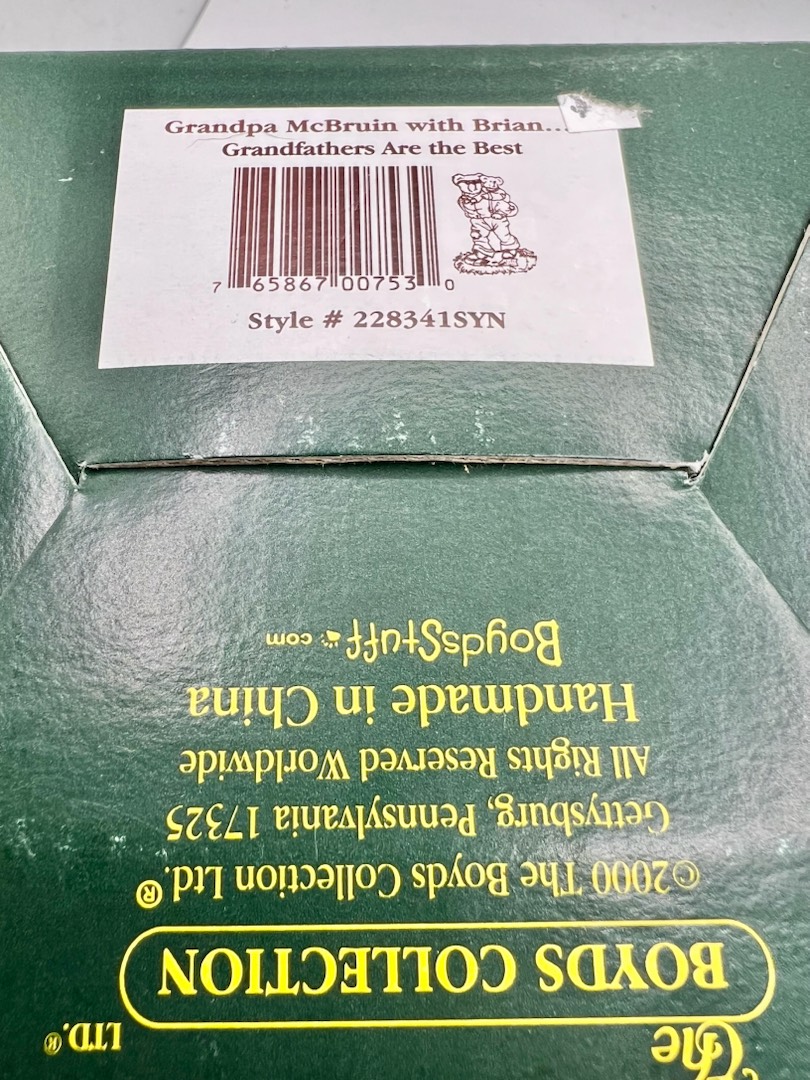 Grandpa McBruin with Brian...
Grandfathers Are the Best
7 65867 00753 0
Style # 228341SYN
The
BOYDS COLLECTION
LTD.®
©2000 The Boyds Collection Ltd.®
Gettysburg, Pennsylvania 17325
All Rights Reserved Worldwide
Handmade in China
BoydsStuff.com